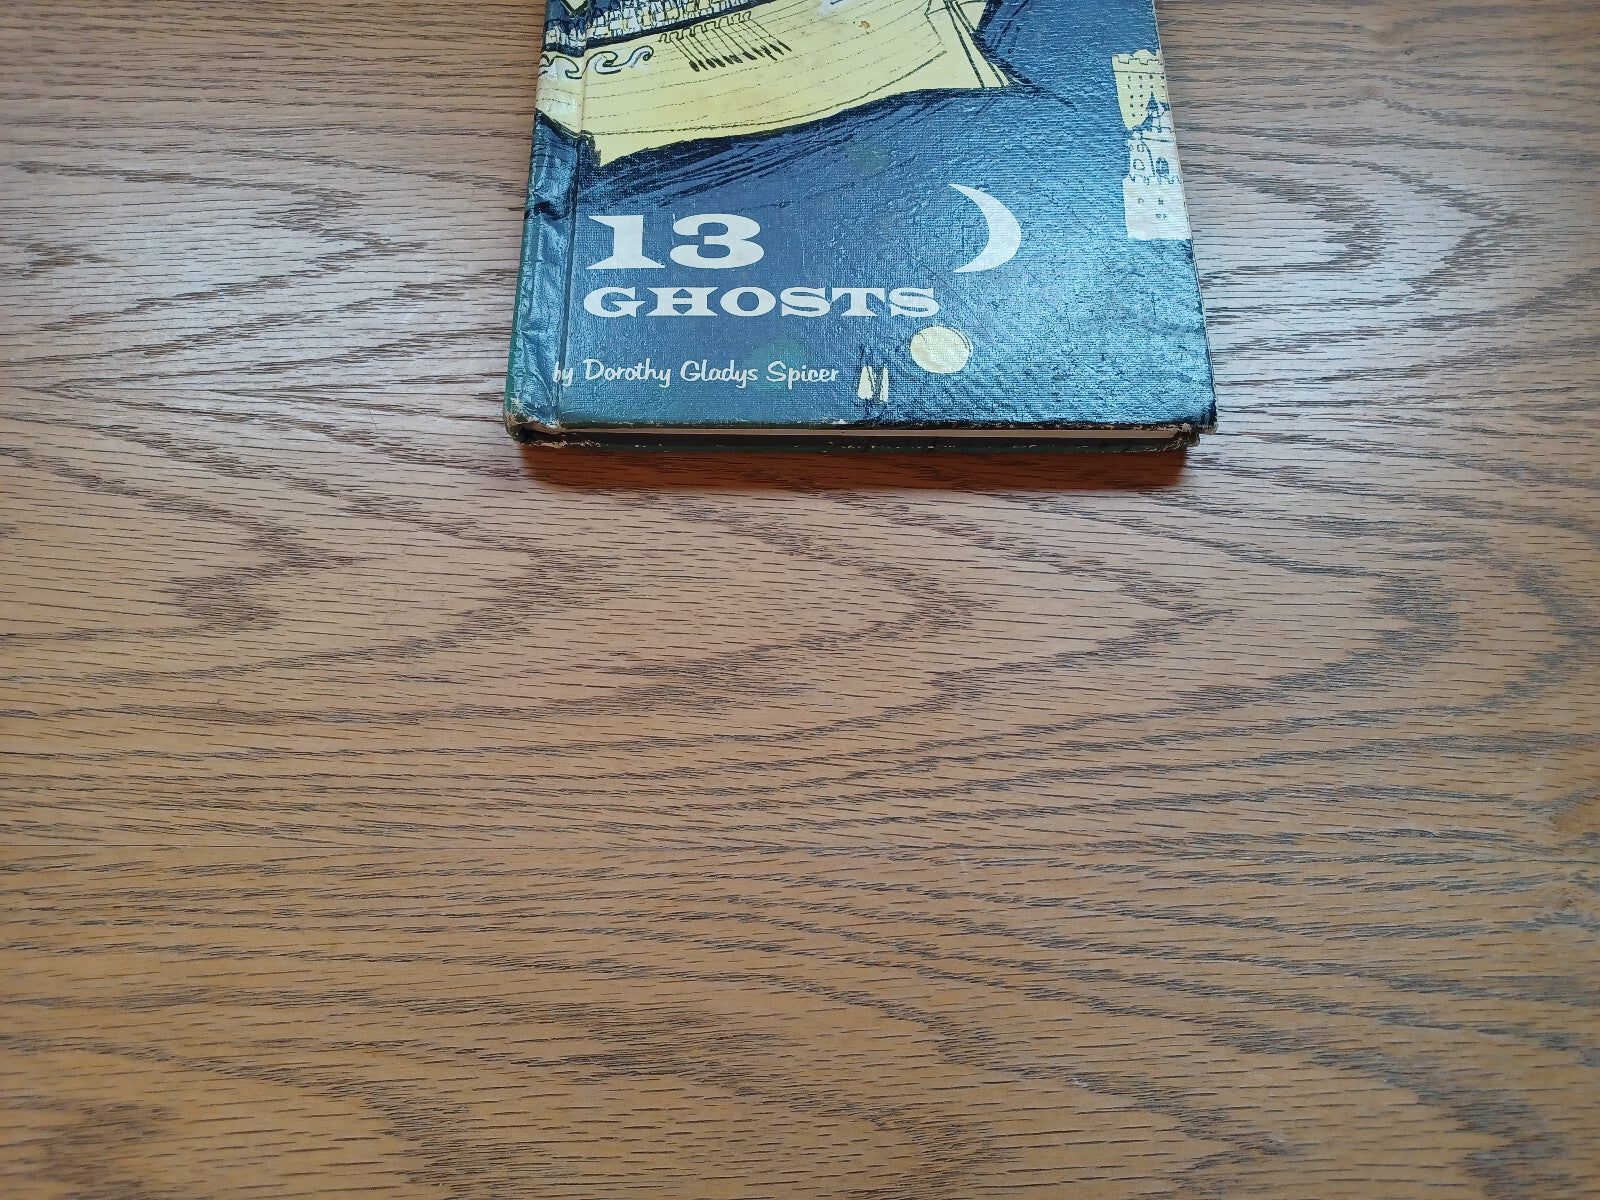 13
GHOSTS
by Dorothy Gladys Spicer